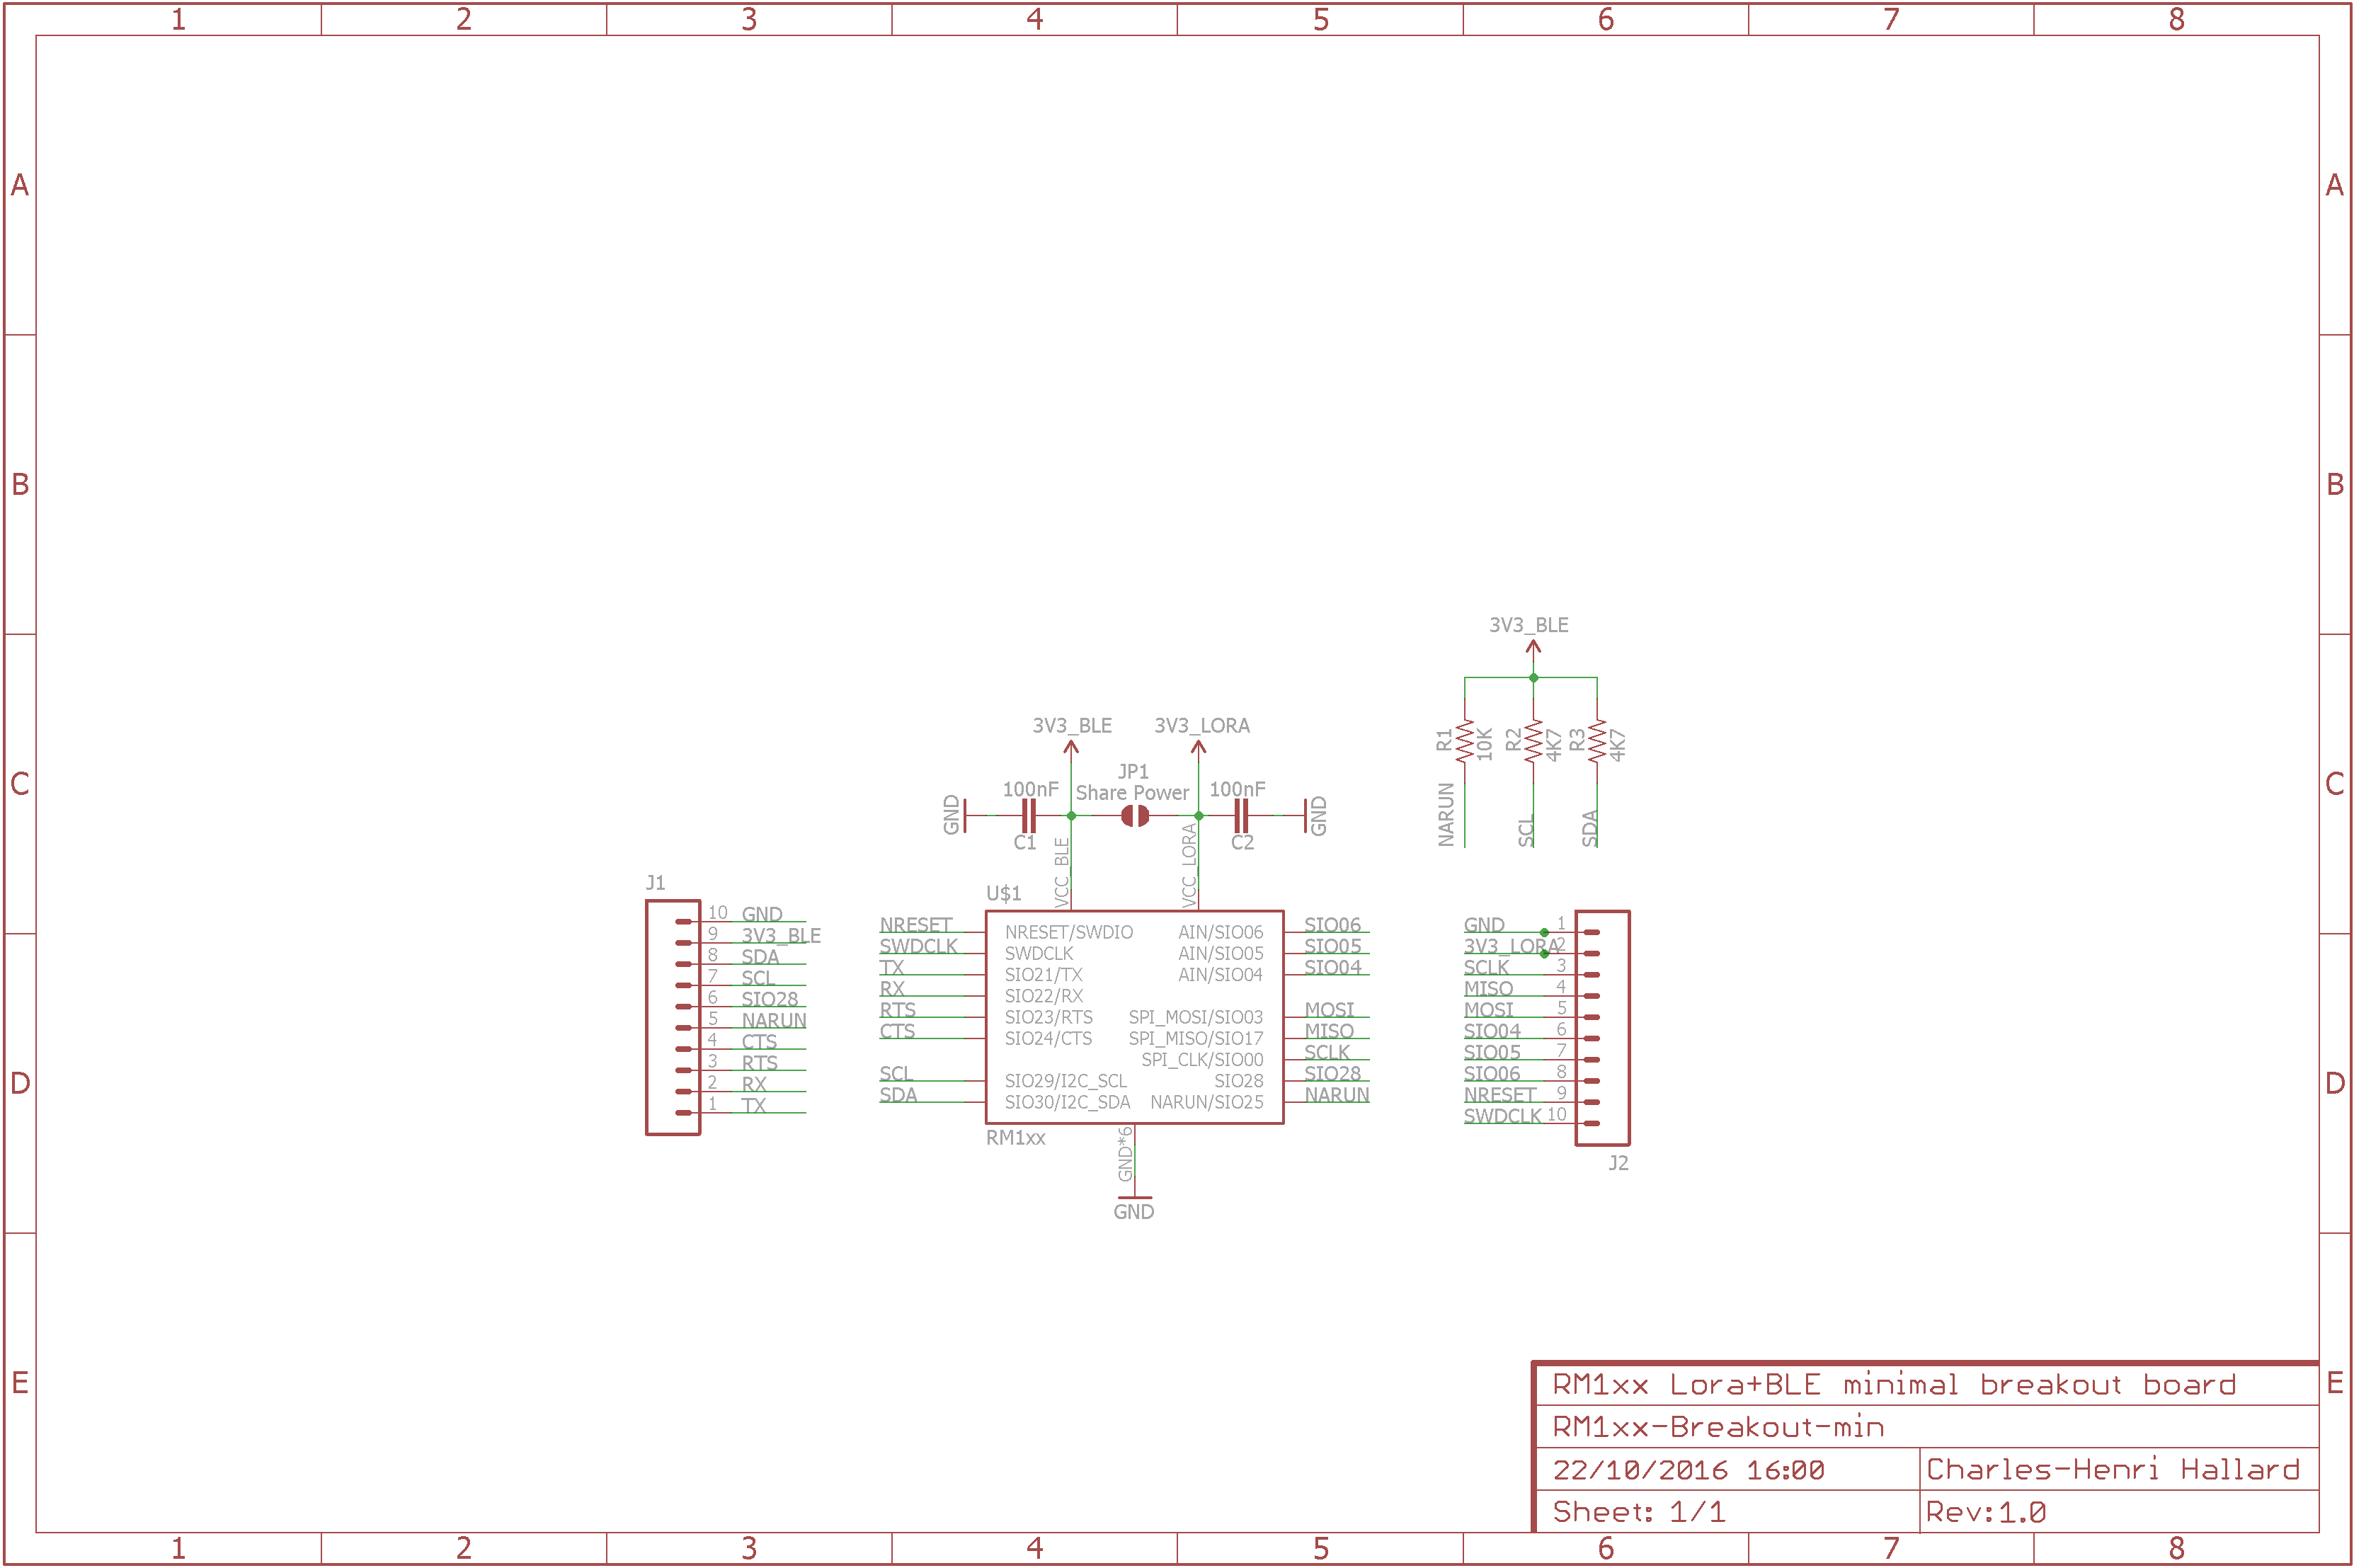 1 2 3 4 5 6 7 8
A A
B B
C C
D D
E E
3V3_BLE
R1 10K
R2 4K7
R3 4K7
NARUN
SCL
SDA
3V3_BLE 3V3_LORA
JP1
100nF Share Power 100nF
GND GND
C1 C2
VCC_BLE VCC_LORA
J1
10 GND
9 3V3_BLE
8 SDA
7 SCL
6 SIO28
5 NARUN
4 CTS
3 RTS
2 RX
1 TX
U$1
NRESET NRESET/SWDIO AIN/SIO06 SIO06
SWDCLK SWDCLK AIN/SIO05 SIO05
TX SIO21/TX AIN/SIO04 SIO04
RX SIO22/RX
RTS SIO23/RTS SPI_MOSI/SIO03 MOSI
CTS SIO24/CTS SPI_MISO/SIO17 MISO
SPI_CLK/SIO00 SCLK
SCL SIO29/I2C_SCL SIO28 SIO28
SDA SIO30/I2C_SDA NARUN/SIO25 NARUN
RM1xx
GND*6
GND
GND 1
3V3_LORA 2
SCLK 3
MISO 4
MOSI 5
SIO04 6
SIO05 7
SIO06 8
NRESET 9
SWDCLK 10
J2
RM1xx Lora+BLE minimal breakout board
RM1xx-Breakout-min
22/10/2016 16:00 Charles-Henri Hallard
Sheet: 1/1 Rev:1.0
1 2 3 4 5 6 7 8